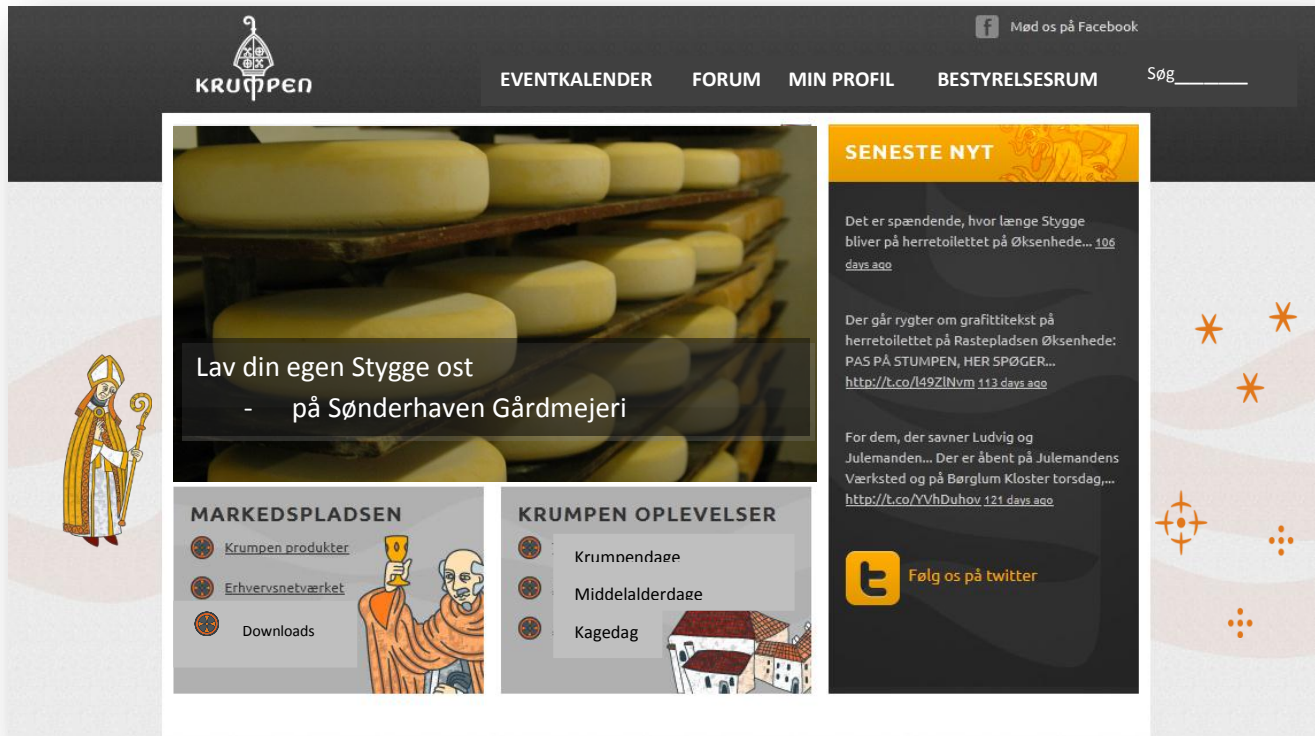 Mød os på Facebook
KRUMPEN
EVENTKALENDER FORUM MIN PROFIL BESTYRELSESRUM Søg________
Lav din egen Stygge ost
- på Sønderhaven Gårdmejeri
SENESTE NYT
Det er spændende, hvor længe Stygge
bliver på herretoilettet på Øksenhede... 106
days ago
Der går rygter om grafittitekst på
herretoilettet på Rastepladsen Øksenhede:
PAS PÅ STUMPEN, HER SPØGER...
http://t.co/l49ZlNvm 113 days ago
For dem, der savner Ludvig og
Julemanden... Der er åbent på Julemandens
Værksted og på Børglum Kloster torsdag,...
http://t.co/YVhDuhov 121 days ago
Følg os på twitter
MARKEDSPLADSEN
Krumpen produkter
Erhvervsnetværket
Downloads
KRUMPEN OPLEVELSER
Krumpendage
Middelalderdage
Kagedag